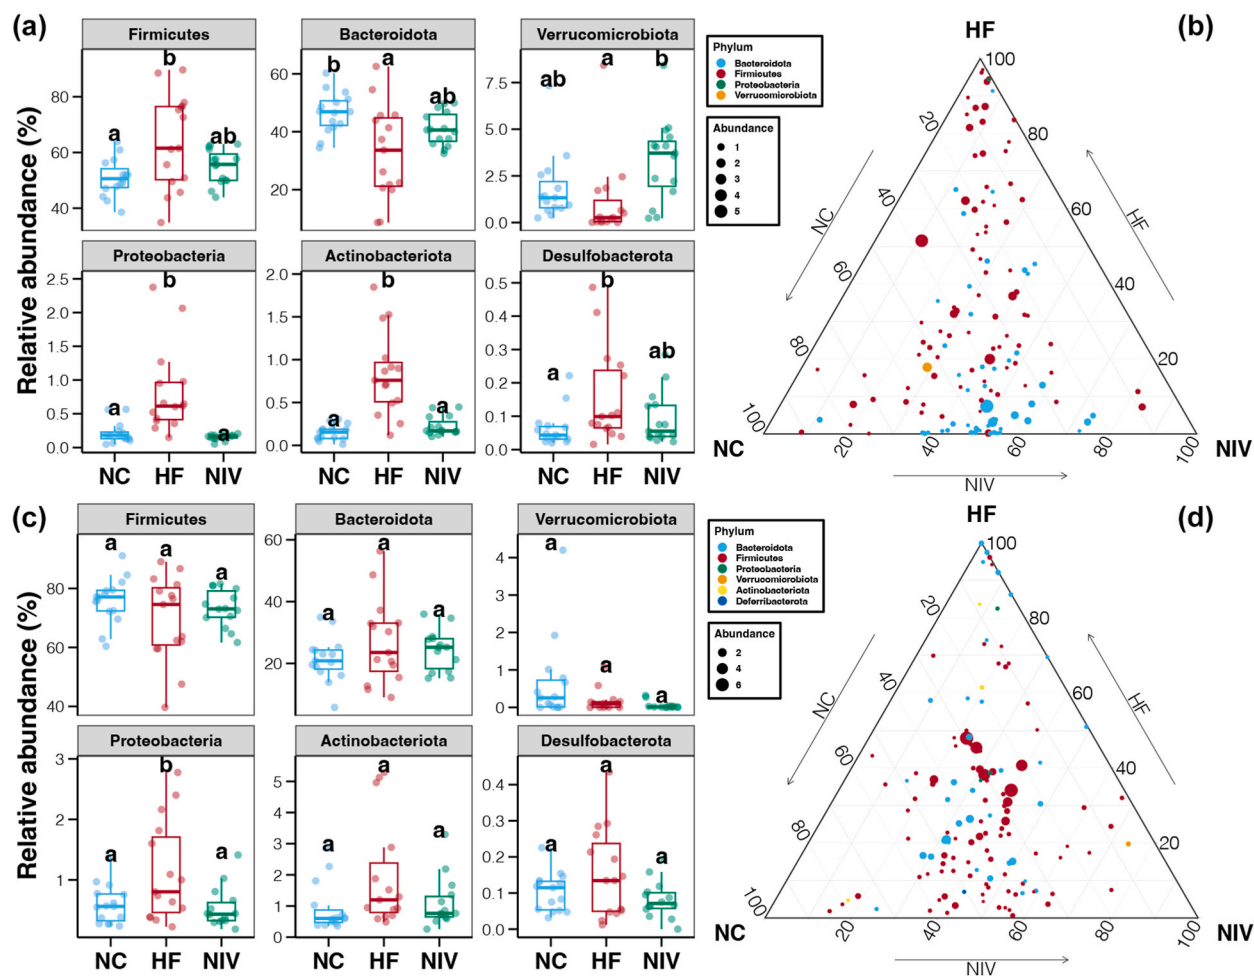 (a)
Firmicutes
Bacteroidota
Verrucomicrobiota
Relative abundance (%)
80
60
40
a
b
ab
60
40
20
b
a
ab
7.5
5.0
2.5
0.0
ab
a
b
Proteobacteria
Actinobacteriota
Desulfobacterota
2.5
2.0
1.5
1.0
0.5
0.0
a
b
a
2.0
1.5
1.0
0.5
0.0
a
b
a
0.5
0.4
0.3
0.2
0.1
0.0
a
b
ab
NC HF NIV
NC HF NIV
NC HF NIV
Phylum
Bacteroidota
Firmicutes
Proteobacteria
Verrucomicrobiota
Abundance
1
2
3
4
5
(b)
HF
100
80
60
40
20
20
40
60
80
100
20
40
60
80
100
NC
HF
NIV
NC
NIV
(c)
Firmicutes
Bacteroidota
Verrucomicrobiota
Relative abundance (%)
80
60
40
a
a
a
60
40
20
a
a
a
4
3
2
1
0
a
a
a
Proteobacteria
Actinobacteriota
Desulfobacterota
3
2
1
a
b
a
5
4
3
2
1
0
a
a
a
0.4
0.3
0.2
0.1
0.0
a
a
a
NC HF NIV
NC HF NIV
NC HF NIV
Phylum
Bacteroidota
Firmicutes
Proteobacteria
Verrucomicrobiota
Actinobacteriota
Deferribacterota
Abundance
2
4
6
(d)
HF
100
80
60
40
20
20
40
60
80
100
20
40
60
80
100
NC
HF
NIV
NC
NIV